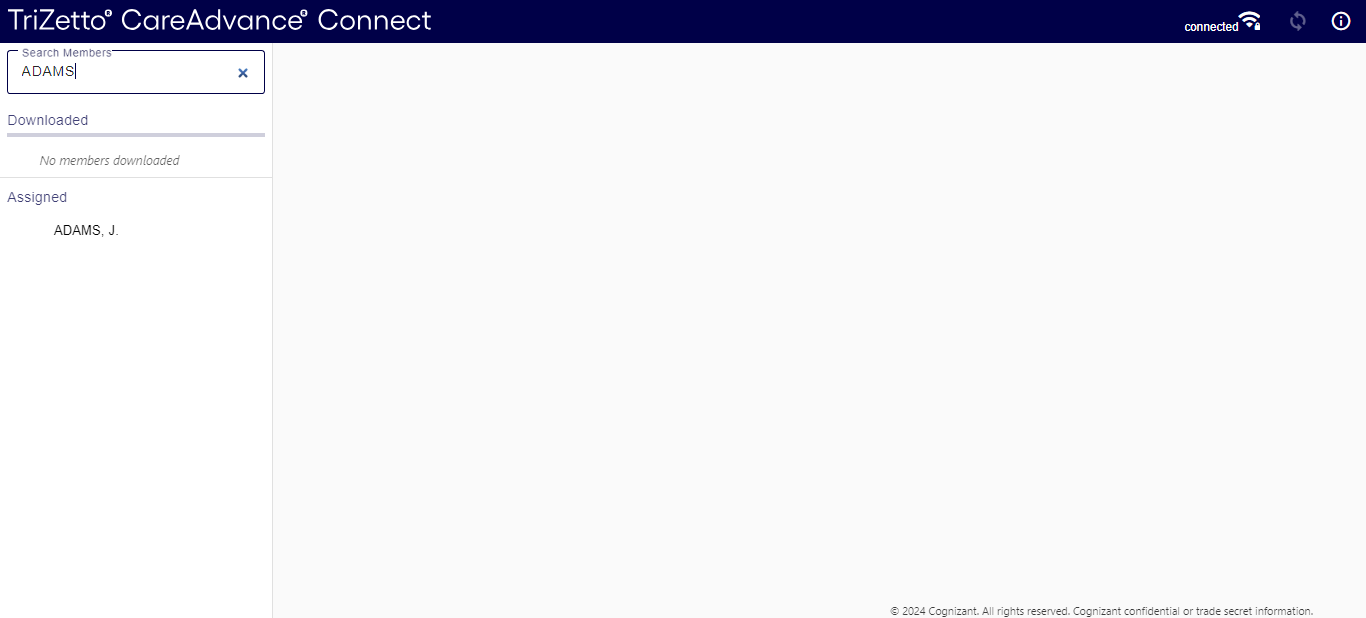 TriZetto® CareAdvance® Connect
connected
Search Members
ADAMS
Downloaded
No members downloaded
Assigned
ADAMS, J.
© 2024 Cognizant. All rights reserved. Cognizant confidential or trade secret information.